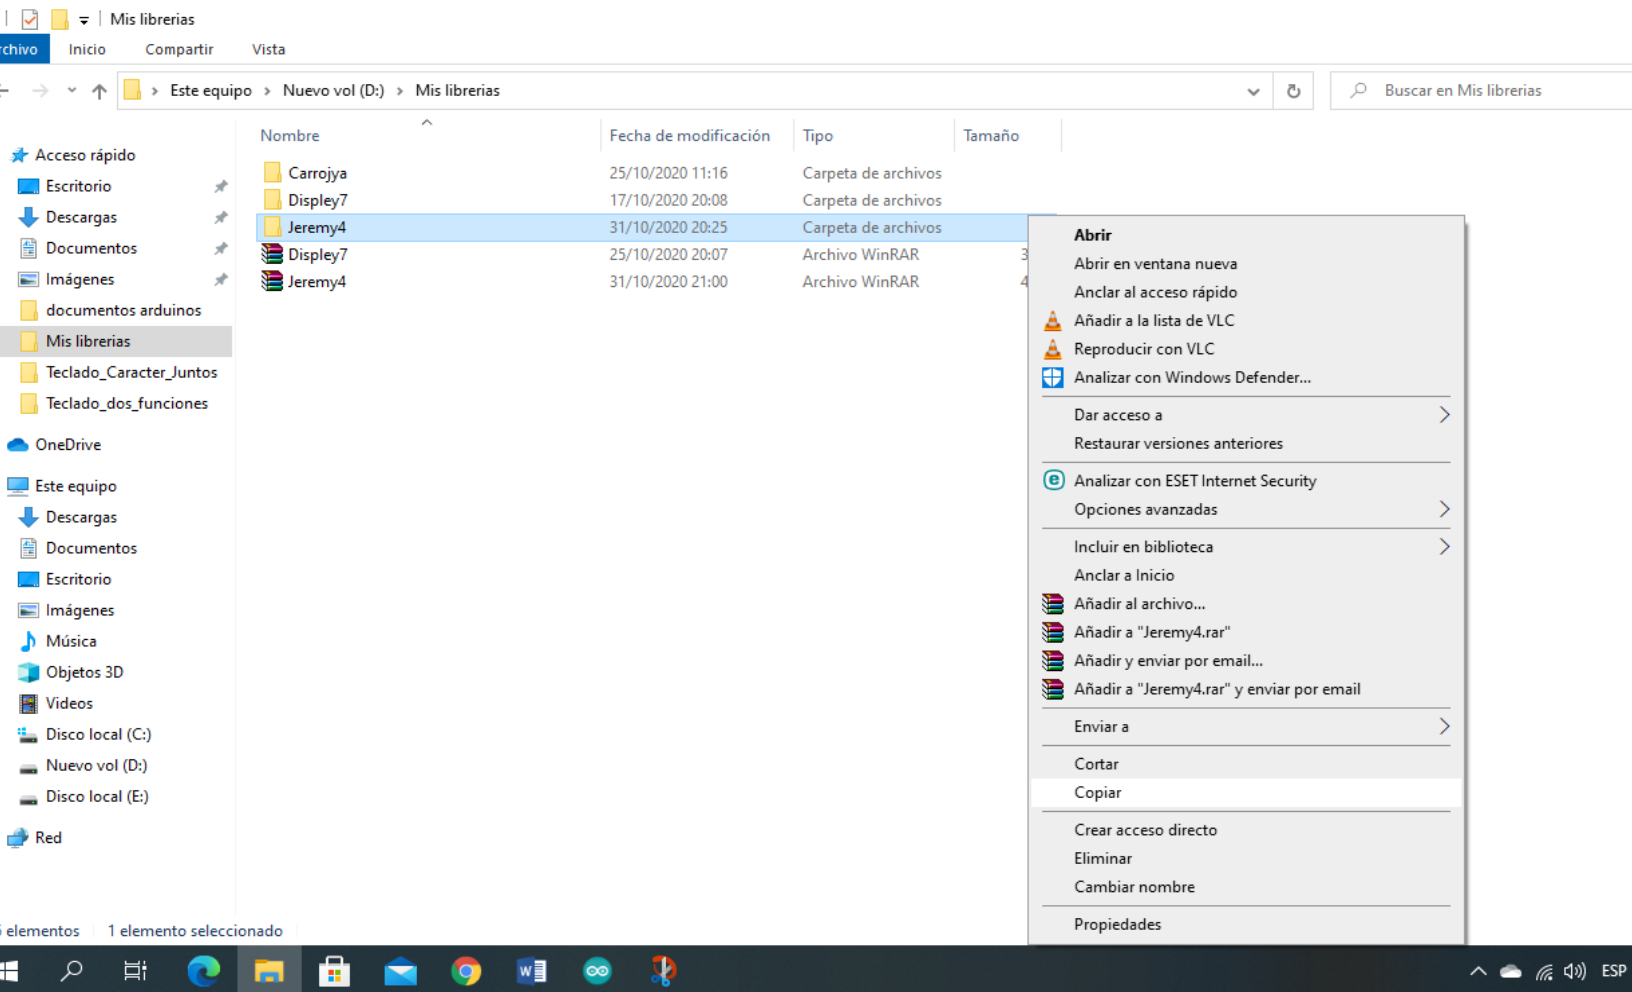 Mis librerias
rchivo Inicio Compartir Vista
Este equipo Nuevo vol (D:) Mis librerias Buscar en Mis librerias
Nombre Fecha de modificación Tipo Tamaño
Acceso rápido
Escritorio
Descargas
Documentos
Imágenes
documentos arduinos
Mis librerias
Teclado_Caracter_Juntos
Teclado_dos_funciones
OneDrive
Este equipo
Descargas
Documentos
Escritorio
Imágenes
Música
Objetos 3D
Videos
Disco local (C:)
Nuevo vol (D:)
Disco local (E:)
Red
Carrojya 25/10/2020 11:16 Carpeta de archivos
Displey7 17/10/2020 20:08 Carpeta de archivos
Jeremy4 31/10/2020 20:25 Carpeta de archivos
Displey7 25/10/2020 20:07 Archivo WinRAR 3
Jeremy4 31/10/2020 21:00 Archivo WinRAR 4
Abrir
Abrir en ventana nueva
Anclar al acceso rápido
Añadir a la lista de VLC
Reproducir con VLC
Analizar con Windows Defender...
Dar acceso a
Restaurar versiones anteriores
Analizar con ESET Internet Security
Opciones avanzadas
Incluir en biblioteca
Anclar a Inicio
Añadir al archivo...
Añadir a "Jeremy4.rar"
Añadir y enviar por email...
Añadir a "Jeremy4.rar" y enviar por email
Enviar a
Cortar
Copiar
Crear acceso directo
Eliminar
Cambiar nombre
Propiedades
elementos 1 elemento seleccionado
ESP